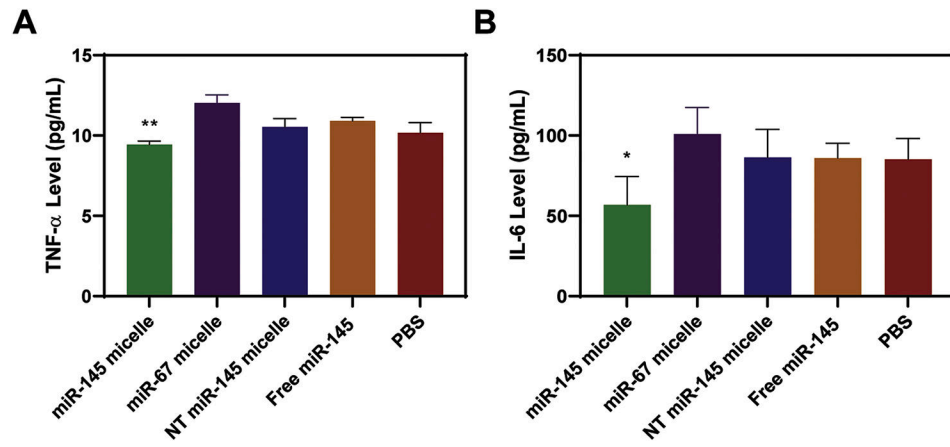 A
TNF-α Level (pg/mL)
15
10
5
0
**
miR-145 micelle
miR-67 micelle
NT miR-145 micelle
Free miR-145
PBS
B
IL-6 Level (pg/mL)
150
100
50
0
*
miR-145 micelle
miR-67 micelle
NT miR-145 micelle
Free miR-145
PBS